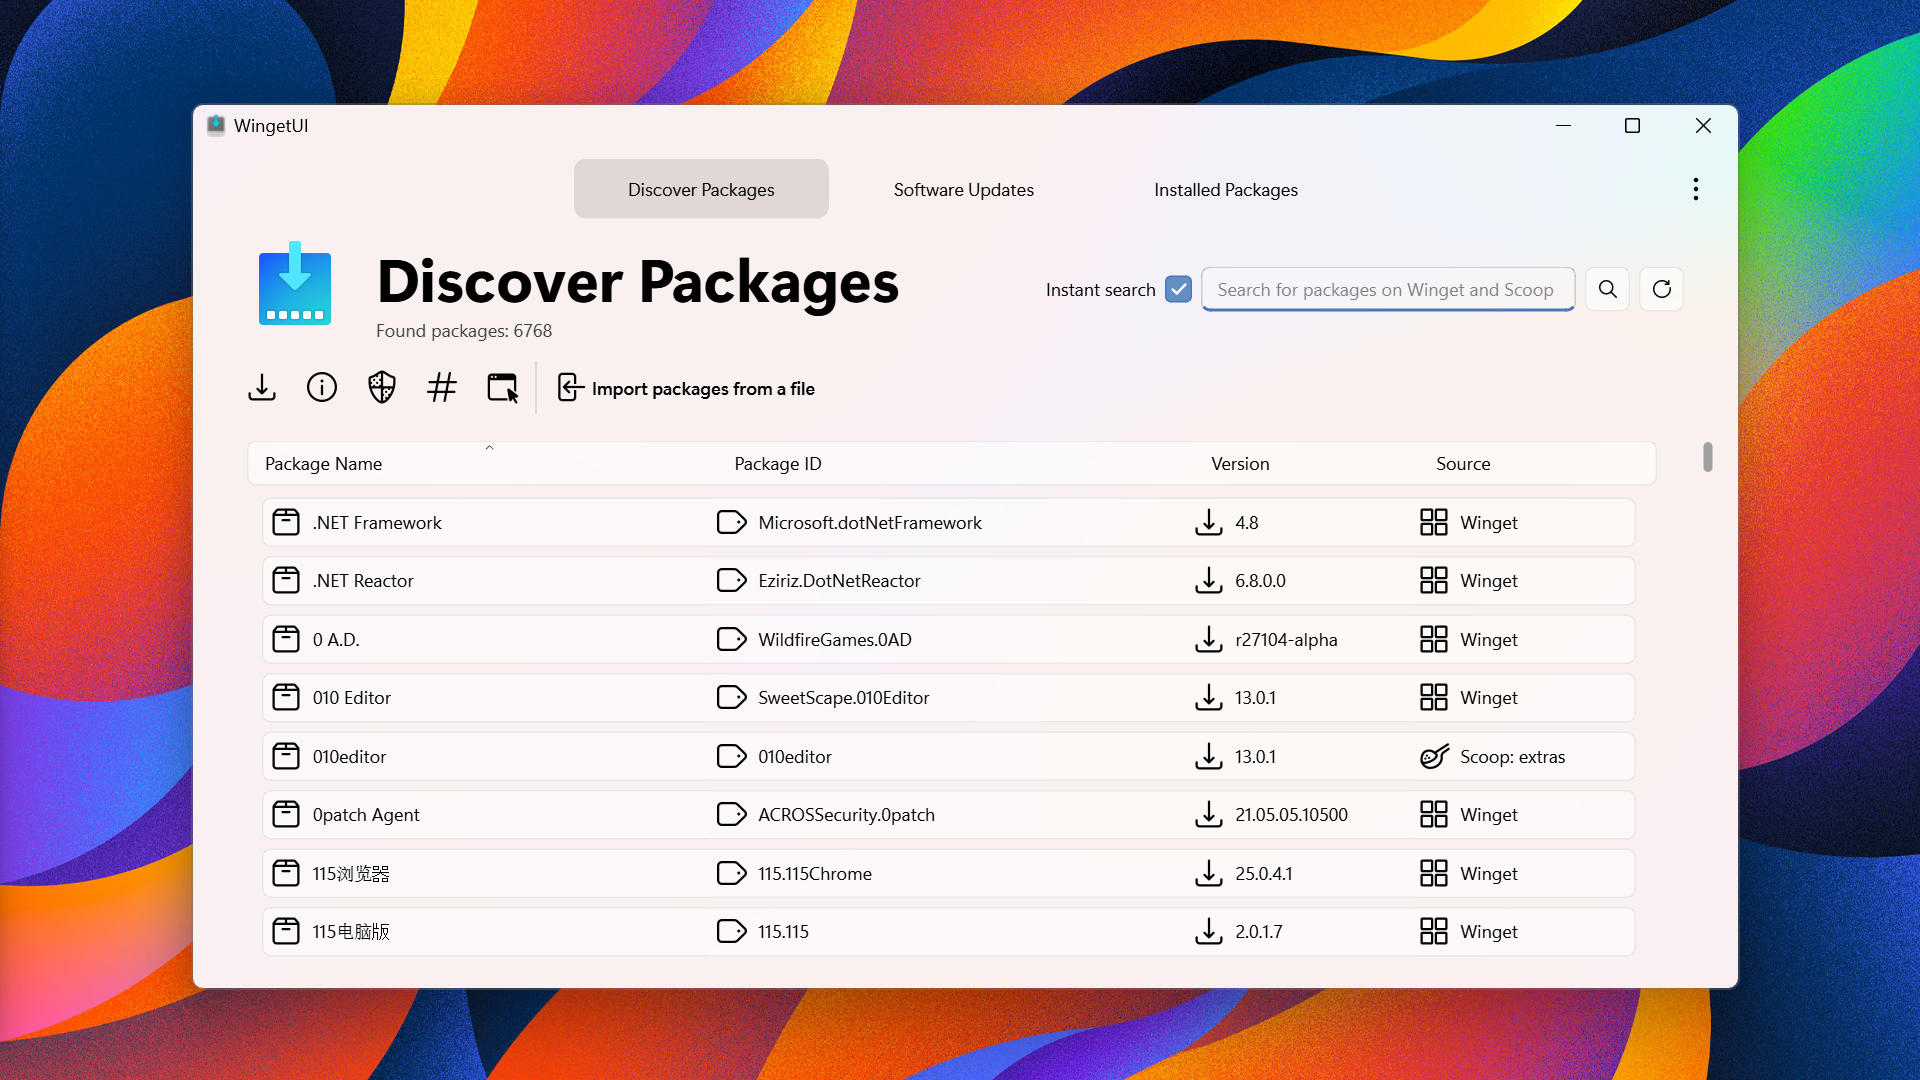 WingetUI
Discover Packages
Software Updates
Installed Packages
Discover Packages
Found packages: 6768
Instant search
Search for packages on Winget and Scoop
Import packages from a file
Package Name Package ID Version Source
.NET Framework Microsoft.dotNetFramework 4.8 Winget
.NET Reactor Eziriz.DotNetReactor 6.8.0.0 Winget
0 A.D. WildfireGames.0AD r27104-alpha Winget
010 Editor SweetScape.010Editor 13.0.1 Winget
010editor 010editor 13.0.1 Scoop: extras
0patch Agent ACROSSecurity.0patch 21.05.05.10500 Winget
115浏览器 115.115Chrome 25.0.4.1 Winget
115电脑版 115.115 2.0.1.7 Winget